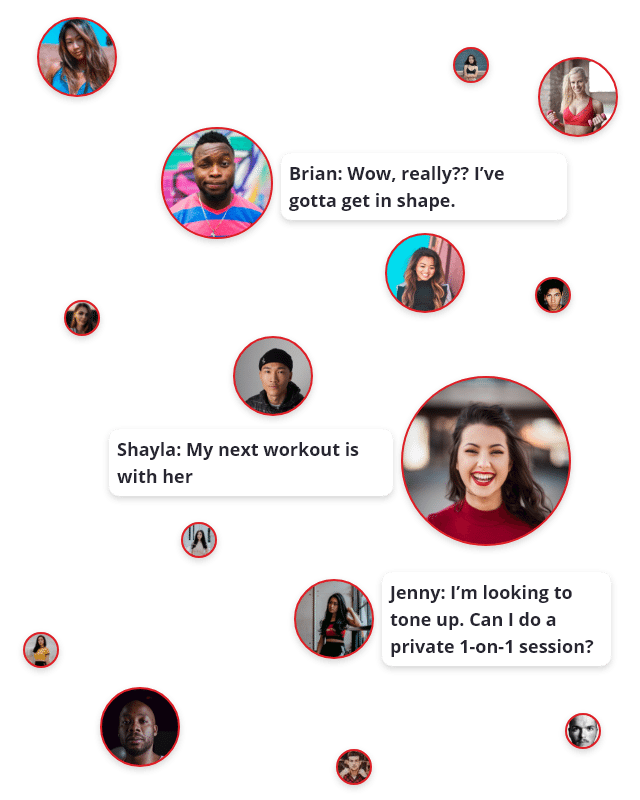 Brian: Wow, really?? I’ve
gotta get in shape.
Shayla: My next workout is
with her
Jenny: I’m looking to
tone up. Can I do a
private 1-on-1 session?